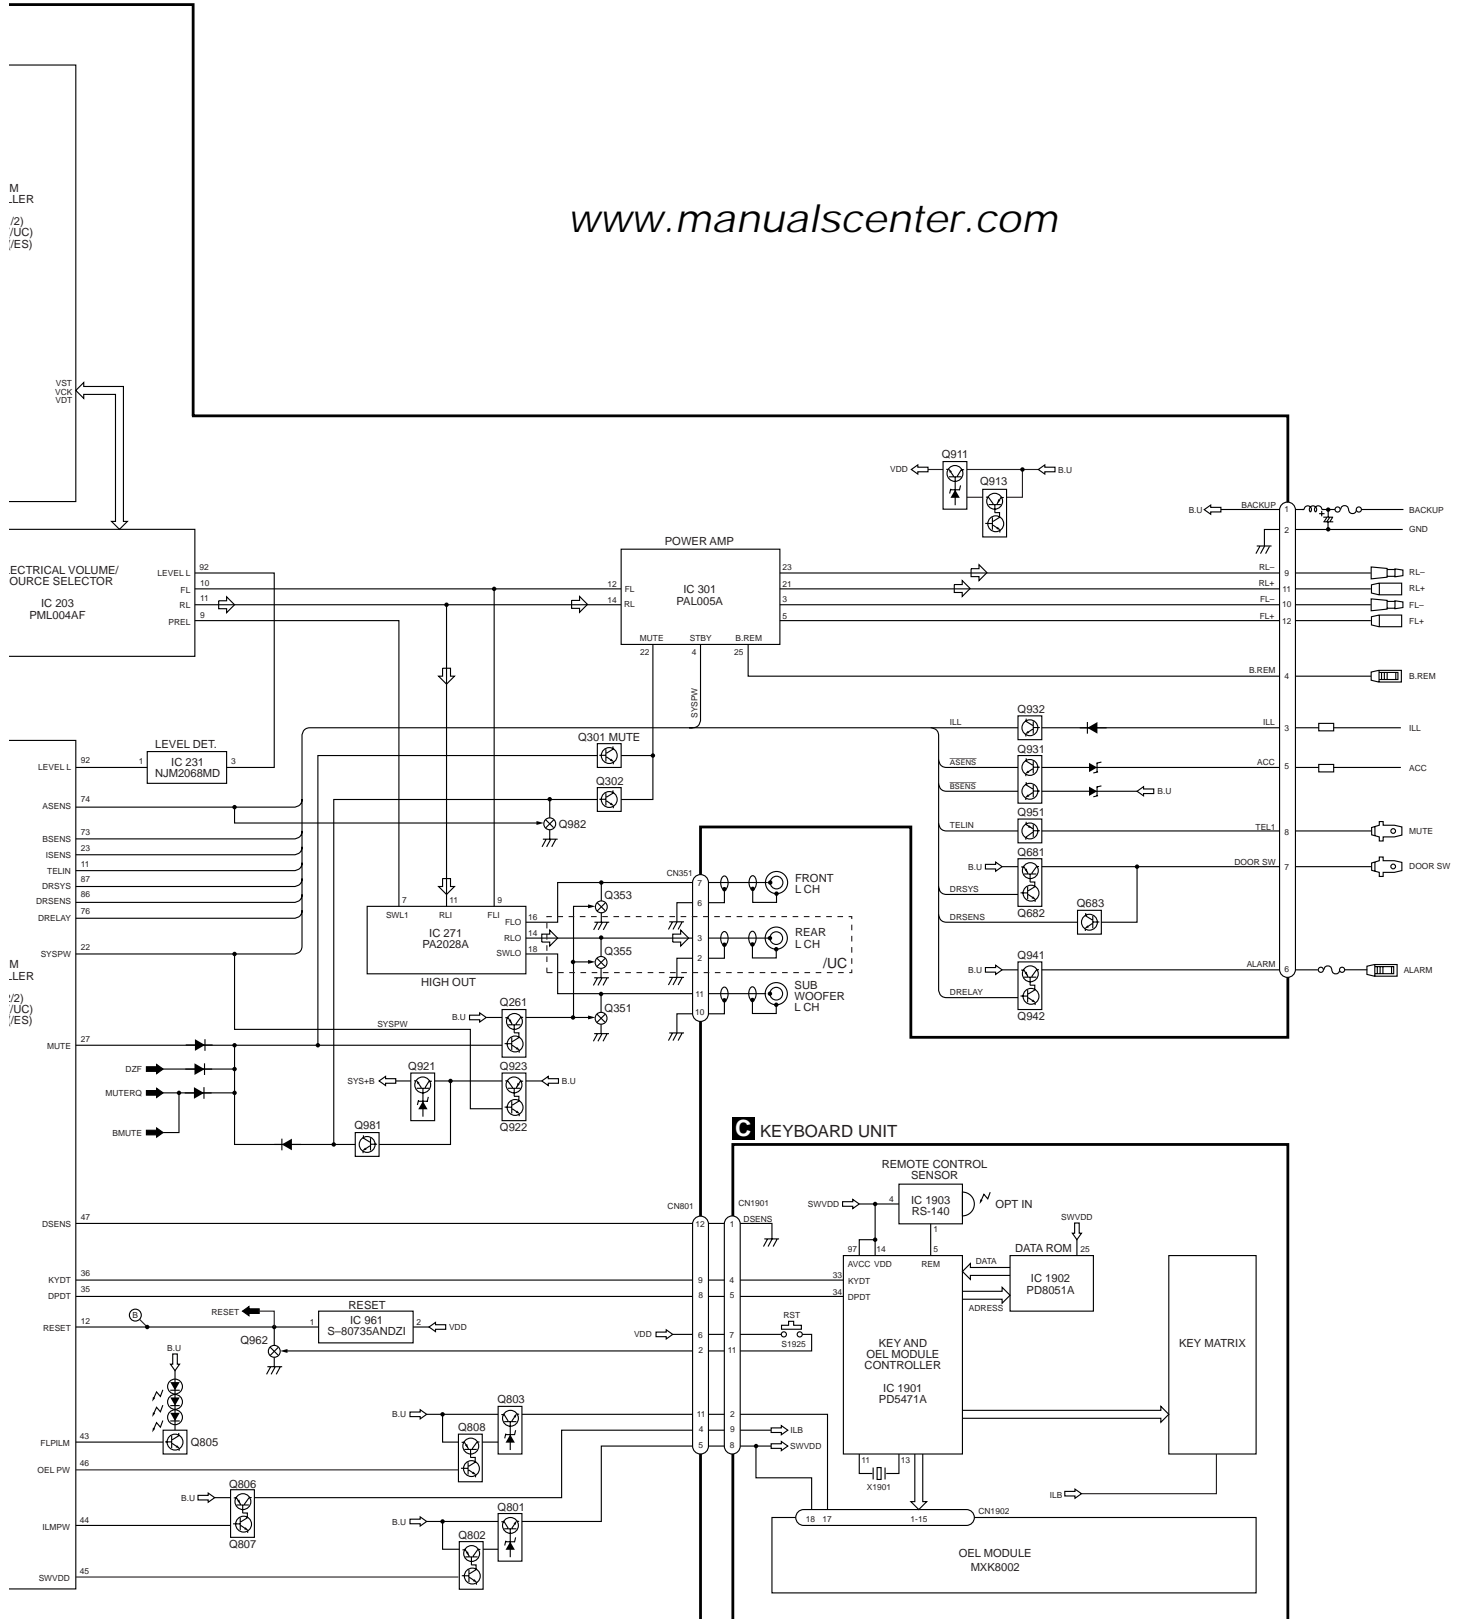 M
LLER
/2)
/UC)
/ES)
www.manualscenter.com
VST
VCK
VDT
Q911
VDD
B.U
Q913
B.U
BACKUP
1
BACKUP
2
GND
ECTRICAL VOLUME/
OURCE SELECTOR
IC 203
PML004AF
LEVEL L
92
FL
10
RL
11
PREL
9
POWER AMP
12
FL
14
RL
IC 301
PAL005A
23
21
3
5
MUTE
STBY
B.REM
22
4
25
RL–
9
RL–
RL+
11
RL+
FL–
10
FL–
FL+
12
FL+
B.REM
4
B.REM
SYSPW
ILL
Q932
ILL
3
ILL
ASENS
Q931
ACC
5
ACC
BSENS
B.U
TELIN
Q951
TEL1
8
MUTE
Q681
B.U
DOOR SW
7
DOOR SW
DRSYS
Q682
DRSENS
Q683
Q941
B.U
ALARM
6
ALARM
DRELAY
Q942
LEVEL DET.
LEVEL L
92
1
IC 231
NJM2068MD
3
Q301 MUTE
Q302
Q982
ASENS
74
BSENS
73
ISENS
23
TELIN
11
DRSYS
87
DRSENS
86
DRELAY
76
SYSPW
22
M
LLER
/2)
/UC)
/ES)
7
11
9
SWL1
RLI
FLI
IC 271
PA2028A
FLO
16
RLO
14
SWLO
18
HIGH OUT
Q353
Q355
Q351
CN351
7
6
3
2
11
10
FRONT
L CH
REAR
L CH
/UC
SUB
WOOFER
L CH
SYSPW
B.U
Q261
MUTE
27
DZF
MUTERQ
BMUTE
SYS+B
Q921
Q923
B.U
Q922
Q981
C KEYBOARD UNIT
REMOTE CONTROL
SENSOR
SWVDD
4
IC 1903
RS-140
OPT IN
1
CN801
CN1901
DSENS
47
12
1
DSENS
SWVDD
DATA ROM
25
97
14
5
AVCC
VDD
REM
DATA
IC 1902
PD8051A
ADRESS
KYDT
36
9
4
33
KYDT
DPDT
35
8
5
34
DPDT
RESET
12
B
RESET
RESET
1
IC 961
S–80735ANDZI
2
VDD
Q962
VDD
6
7
2
11
RST
S1925
KEY AND
OEL MODULE
CONTROLLER
IC 1901
PD5471A
KEY MATRIX
B.U
Q805
FLPILM
43
OEL PW
46
B.U
Q808
Q803
11
2
4
9
ILB
5
8
SWVDD
11
13
X1901
ILB
Q806
B.U
ILMPW
44
Q807
B.U
Q802
Q801
SWVDD
45
18
17
1-15
CN1902
OEL MODULE
MXK8002